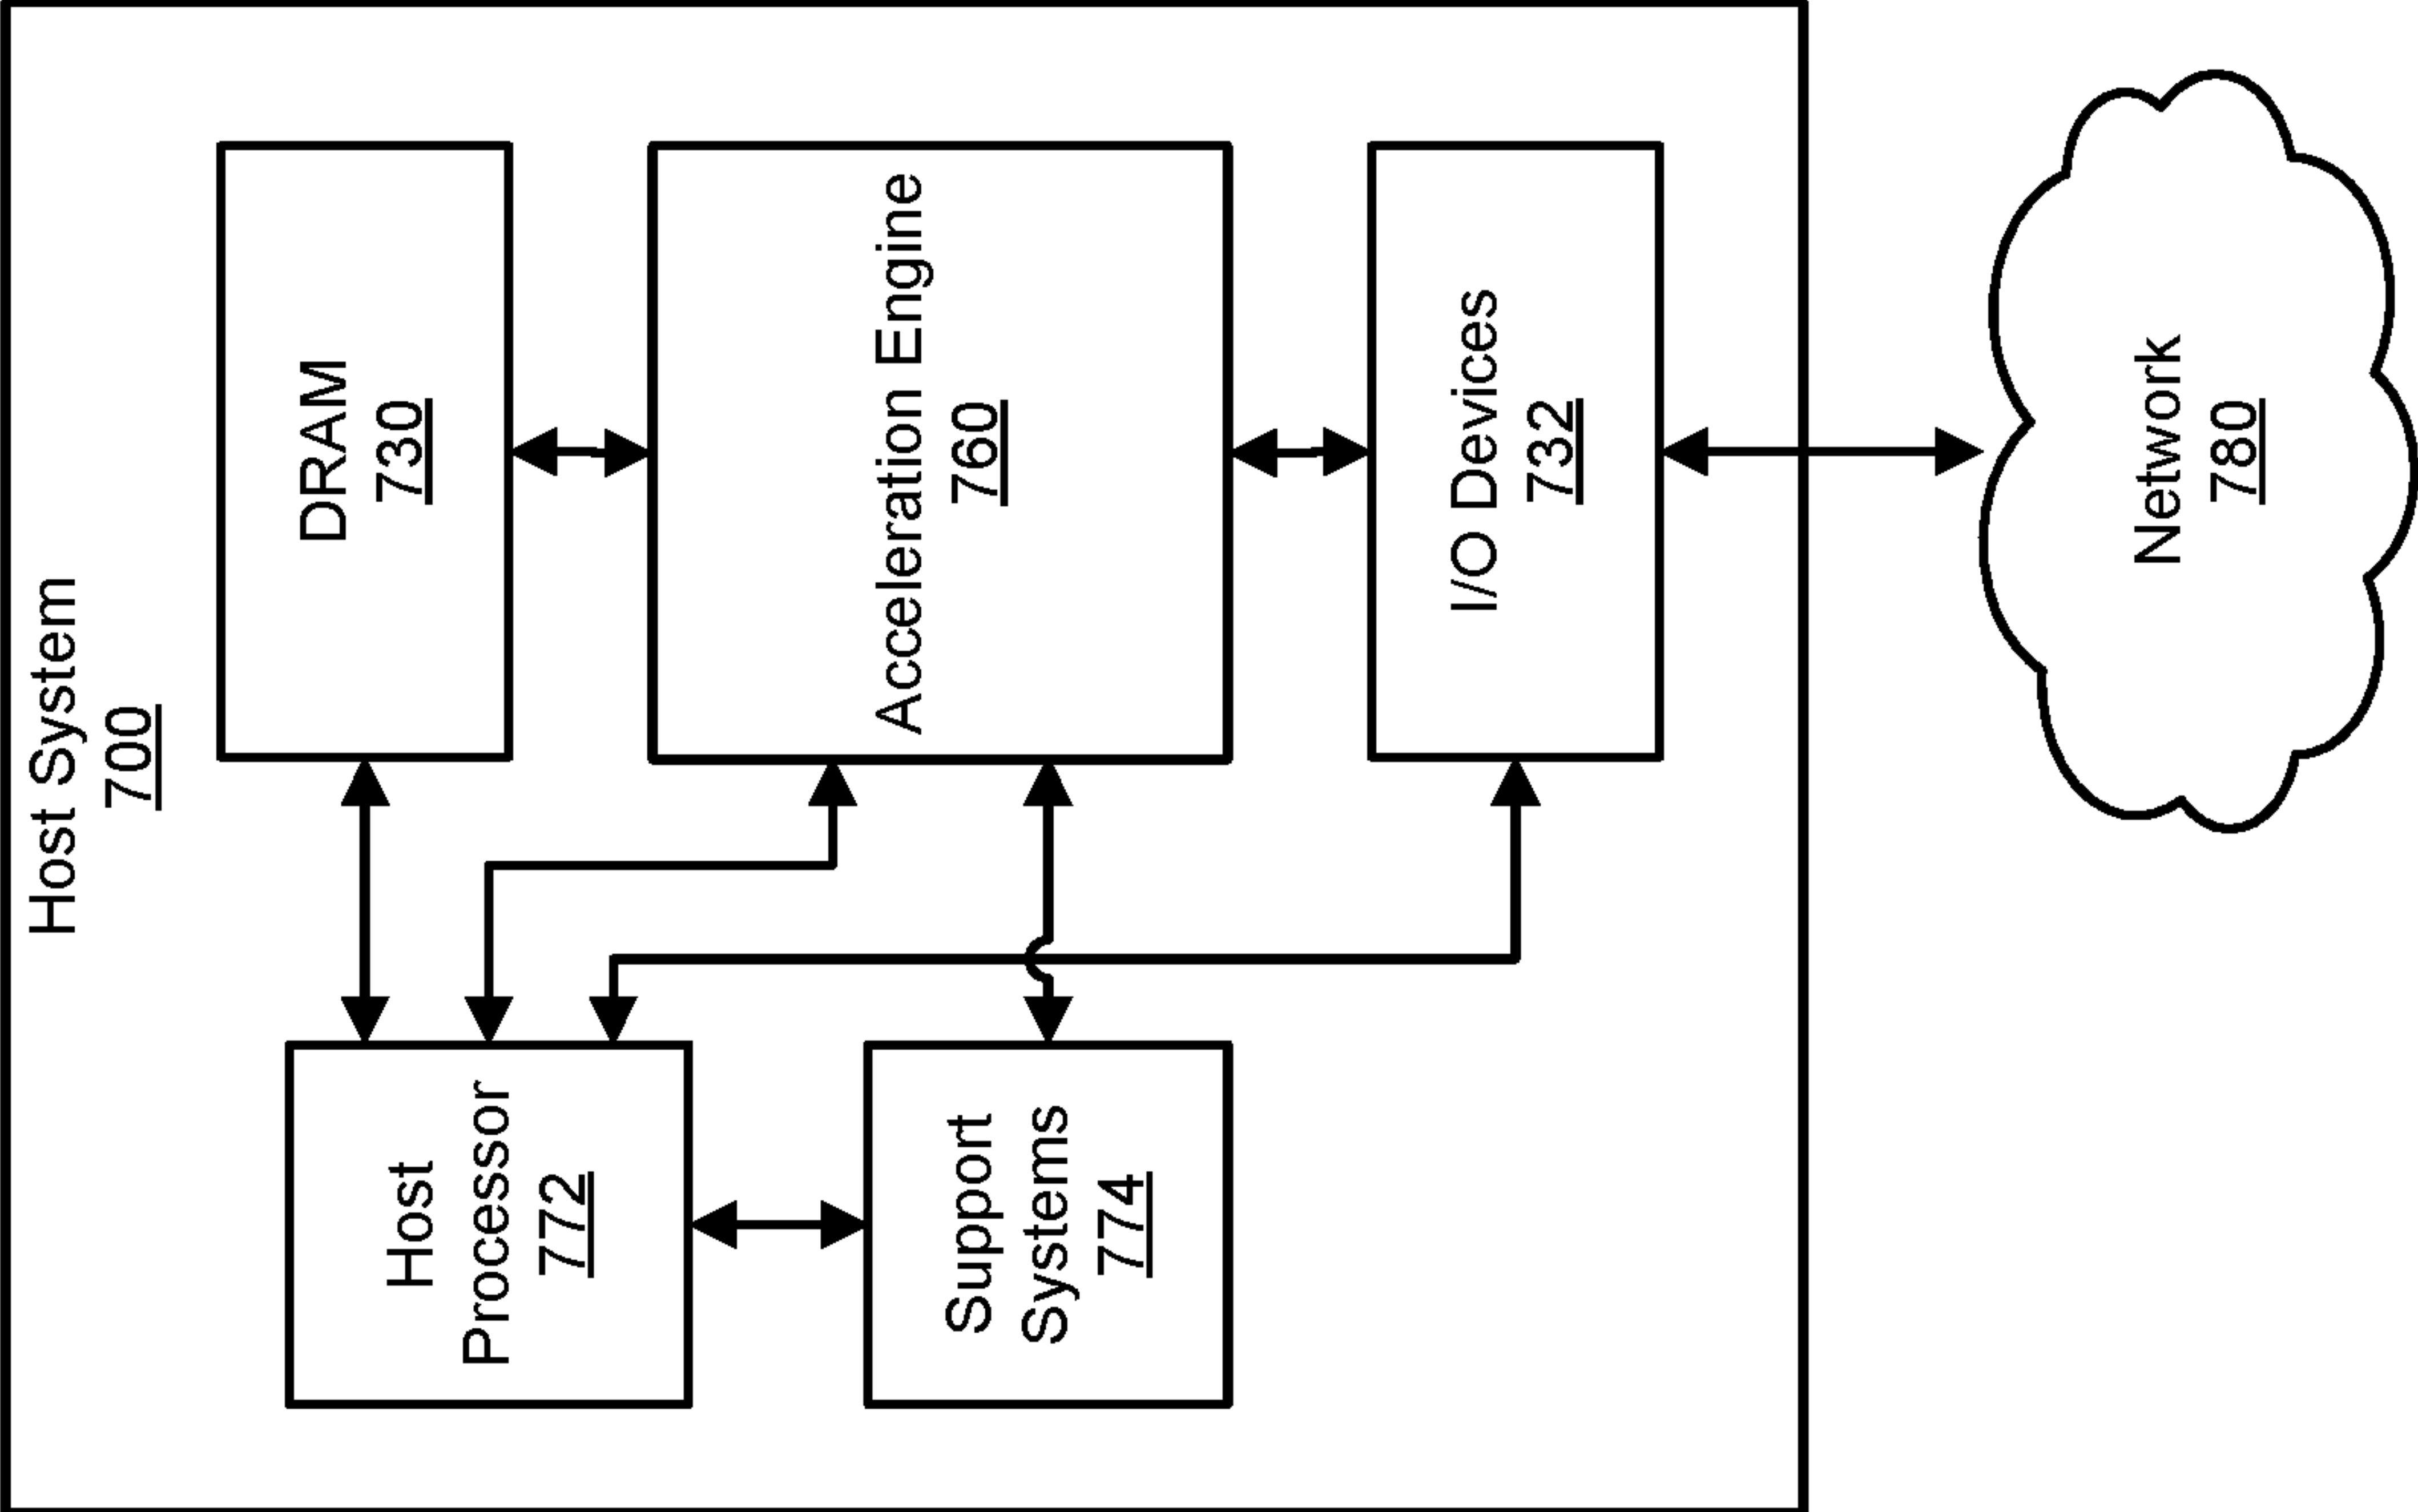 Host System
700
DRAM
730
Acceleration Engine
760
I/O Devices
732
Host
Processor
772
Support
Systems
774
Network
780